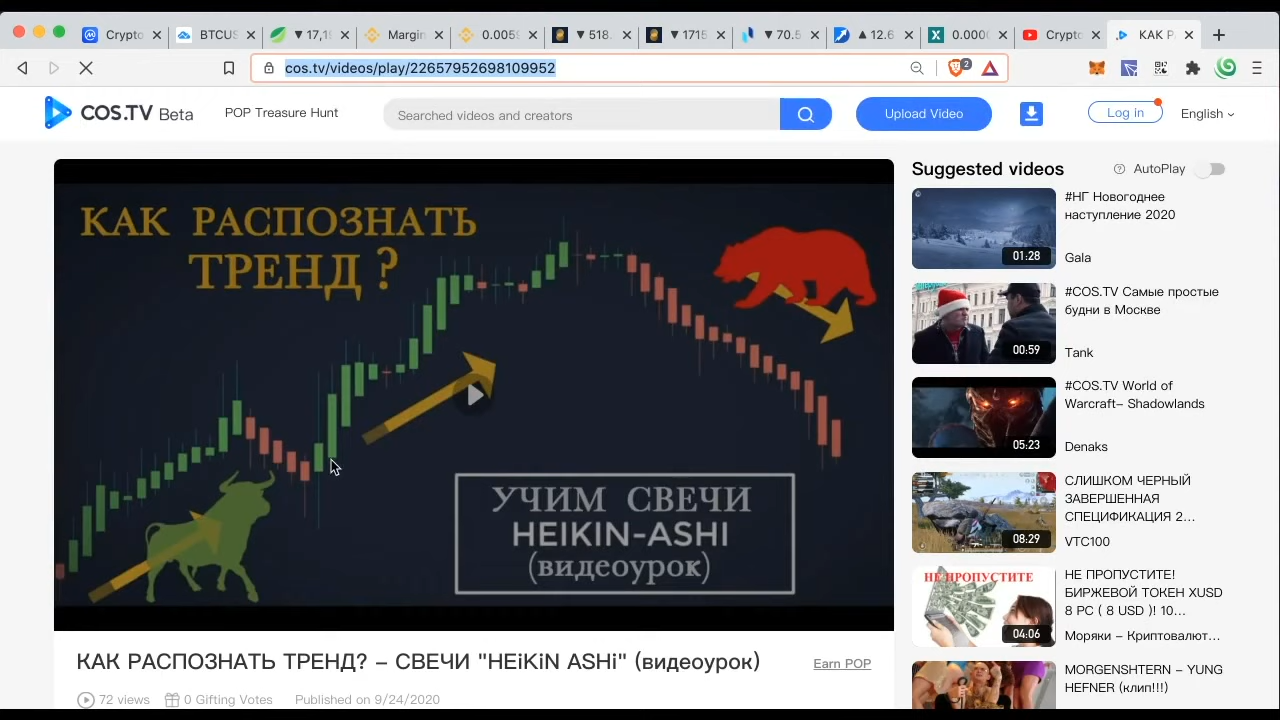 Crypto
BTCUS
▼ 17,1
Margin
0.005
▼ 518.
▼ 1715
▼ 70.5
▲ 12.6
0.000
Crypto
КАК Р
cos.tv/videos/play/22657952698109952
2
COS.TV Beta
POP Treasure Hunt
Searched videos and creators
Upload Video
Log in
English
КАК РАСПОЗНАТЬ
ТРЕНД ?
УЧИМ СВЕЧИ
HEIKIN-ASHI
(видеоурок)
КАК РАСПОЗНАТЬ ТРЕНД? – СВЕЧИ "HEiKiN ASHi" (видеоурок)
Earn POP
72 views
0 Gifting Votes
Published on 9/24/2020
Suggested videos
AutoPlay
#НГ Новогоднее
наступление 2020
01:28
Gala
#COS.TV Самые простые
будни в Москве
00:59
Tank
#COS.TV World of
Warcraft– Shadowlands
05:23
Denaks
СЛИШКОМ ЧЕРНЫЙ
ЗАВЕРШЕННАЯ
СПЕЦИФИКАЦИЯ 2...
08:29
VTC100
НЕ ПРОПУСТИТЕ
НЕ ПРОПУСТИТЕ!
БИРЖЕВОЙ ТОКЕН XUSD
8 РС ( 8 USD )! 10...
04:06
Моряки – Криптовалют...
MORGENSHTERN – YUNG
HEFNER (клип!!!)